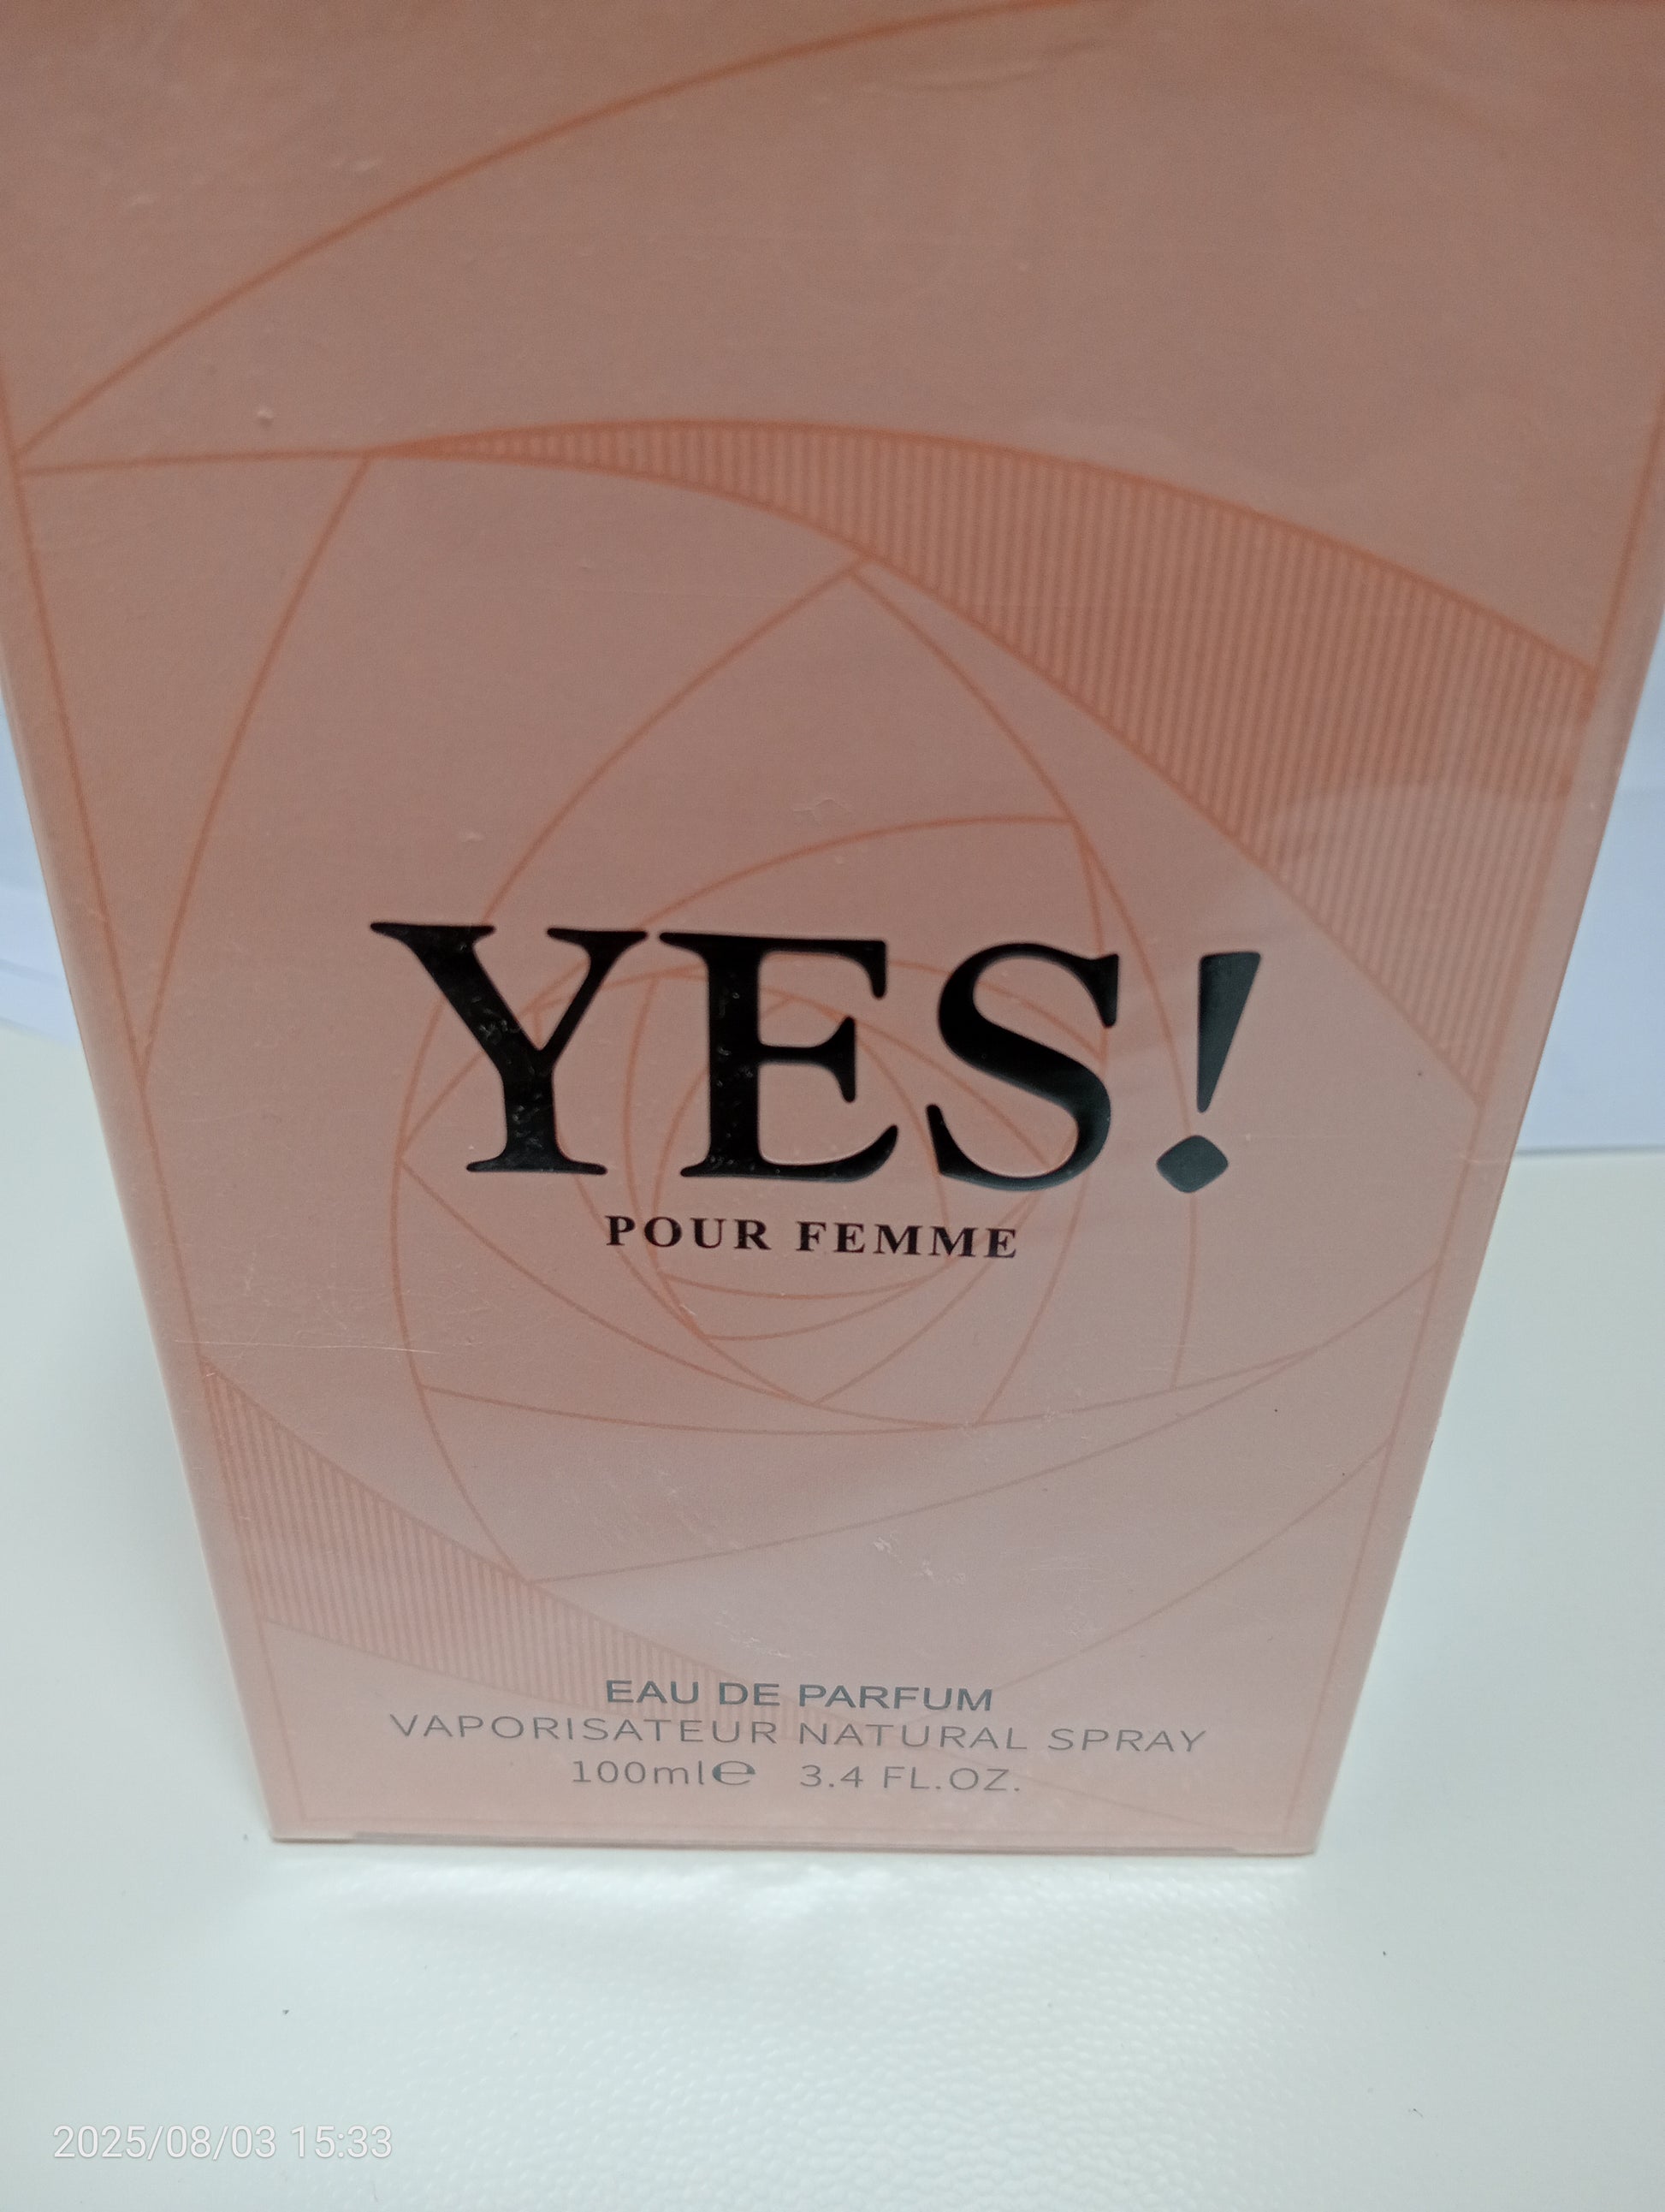 YES!
POUR FEMME
EAU DE PARFUM
VAPORISATEUR NATURAL SPRAY
100ml℮ 3.4 FL.OZ.
2025/08/03 15:33